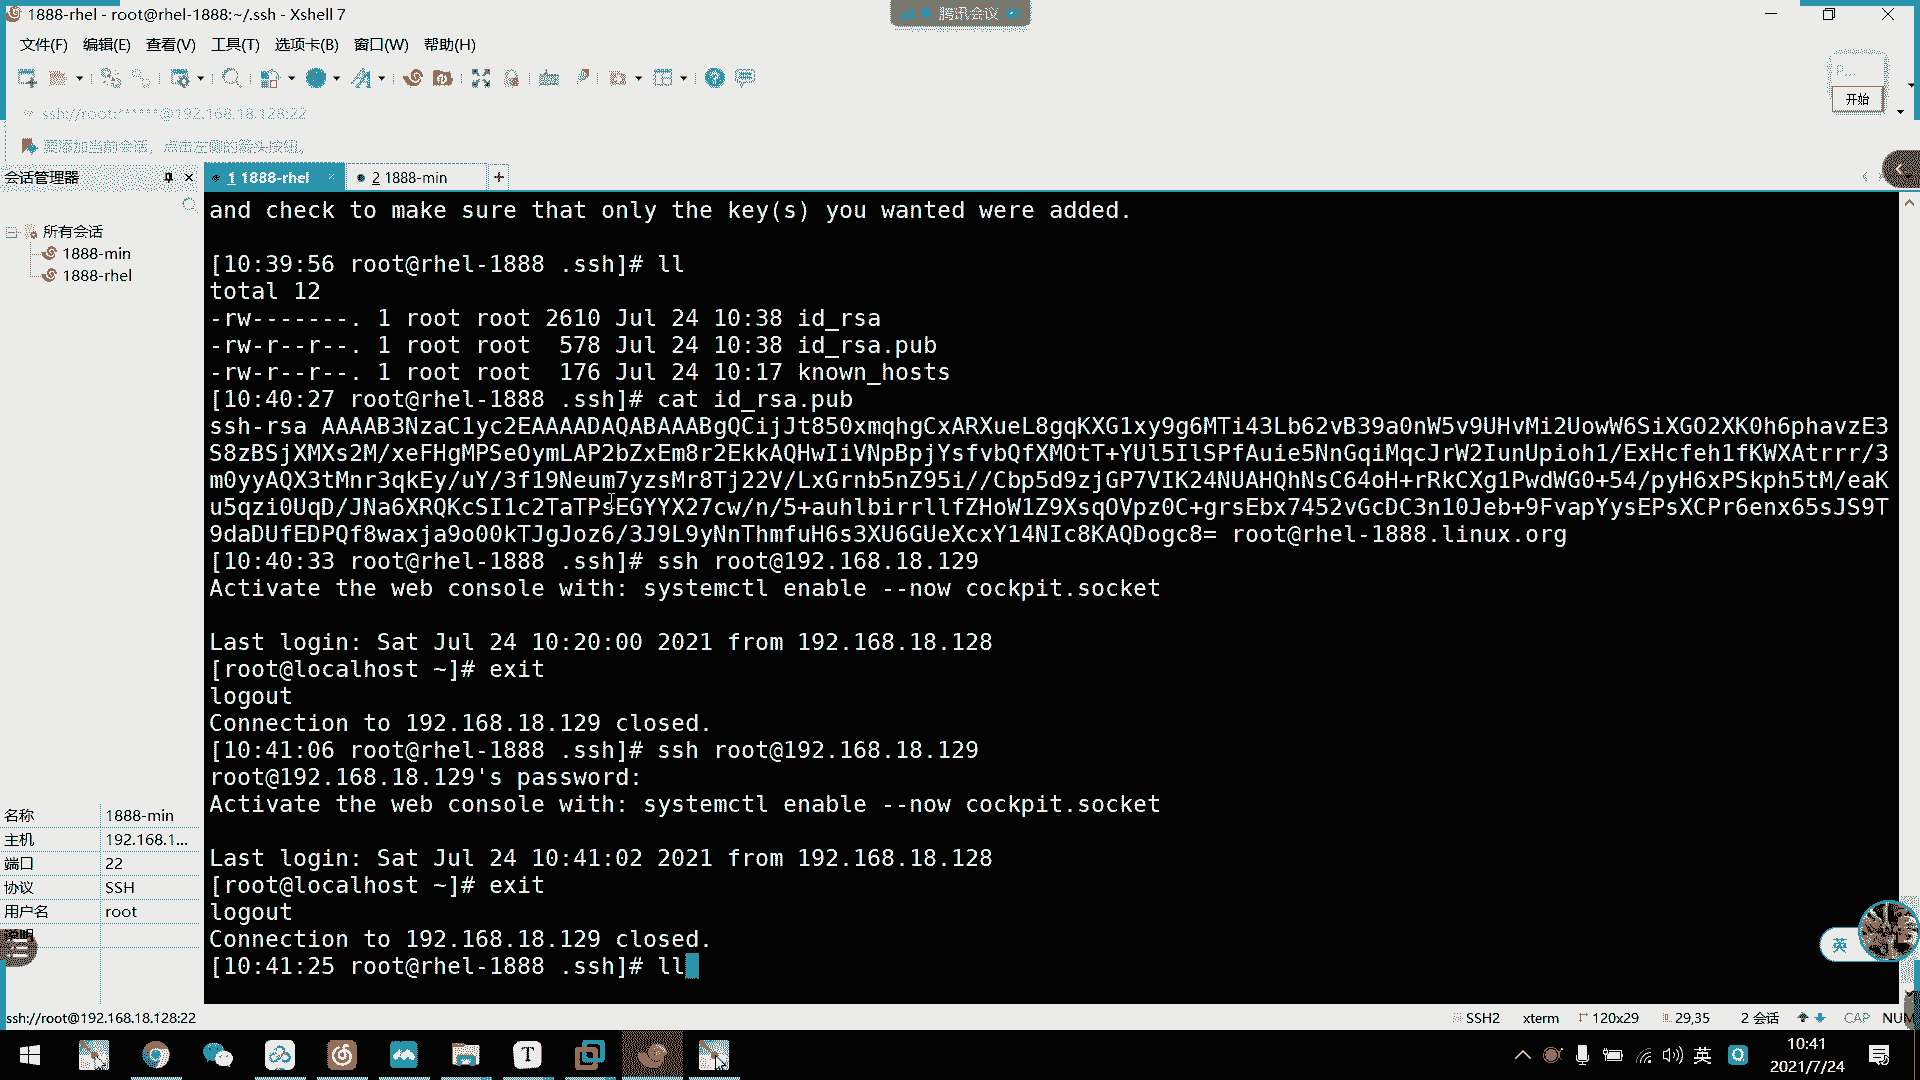 1888-rhel - root@rhel-1888:~/.ssh - Xshell 7
腾讯会议
文件(F) 编辑(E) 查看(V) 工具(T) 选项卡(B) 窗口(W) 帮助(H)
ssh://root:******@192.168.18.128:22
要添加当前会话，点击左侧的箭头按钮。
开始
会话管理器
1 1888-rhel
2 1888-min
所有会话
1888-min
1888-rhel
and check to make sure that only the key(s) you wanted were added.
[10:39:56 root@rhel-1888 .ssh]# ll
total 12
-rw-------. 1 root root 2610 Jul 24 10:38 id_rsa
-rw-r--r--. 1 root root  578 Jul 24 10:38 id_rsa.pub
-rw-r--r--. 1 root root  176 Jul 24 10:17 known_hosts
[10:40:27 root@rhel-1888 .ssh]# cat id_rsa.pub
ssh-rsa AAAAB3NzaC1yc2EAAAADAQABAAABgQCijJt850xmqhgCxARXueL8gqKXG1xy9g6MTi43Lb62vB39a0nW5v9UHvMi2UowW6SiXGO2XK0h6phavzE3
S8zBSjXMXs2M/xeFHgMPSeOymLAP2bZxEm8r2EkkAQHwIiVNpBpjYsfvbQfXMOtT+YUl5IlSPfAuie5NnGqiMqcJrW2IunUpioh1/ExHcfeh1fKWXAtrrr/3
m0yyAQX3tMnr3qkEy/uY/3f19Neum7yzsMr8Tj22V/LxGrnb5nZ95i//Cbp5d9zjGP7VIK24NUAHQhNsC64oH+rRkCXg1PwdWG0+54/pyH6xPSkph5tM/eaK
u5qzi0UqD/JNa6XRQKcSI1c2TaTPsEGYYX27cw/n/5+auhlbirrllfZHoW1Z9XsqOVpz0C+grsEbx7452vGcDC3n10Jeb+9FvapYysEPsXCPr6enx65sJS9T
9daDUfEDPQf8waxja9o00kTJgJoz6/3J9L9yNnThmfuH6s3XU6GUeXcxY14NIc8KAQDogc8= root@rhel-1888.linux.org
[10:40:33 root@rhel-1888 .ssh]# ssh root@192.168.18.129
Activate the web console with: systemctl enable --now cockpit.socket
Last login: Sat Jul 24 10:20:00 2021 from 192.168.18.128
[root@localhost ~]# exit
logout
Connection to 192.168.18.129 closed.
[10:41:06 root@rhel-1888 .ssh]# ssh root@192.168.18.129
root@192.168.18.129's password:
Activate the web console with: systemctl enable --now cockpit.socket
Last login: Sat Jul 24 10:41:02 2021 from 192.168.18.128
[root@localhost ~]# exit
logout
Connection to 192.168.18.129 closed.
[10:41:25 root@rhel-1888 .ssh]# ll
名称 1888-min
主机 192.168.1...
端口 22
协议 SSH
用户名 root
说明
英
ssh://root@192.168.18.128:22
SSH2 xterm 120x29 29,35 2 会话 CAP NUM
英
10:41
2021/7/24